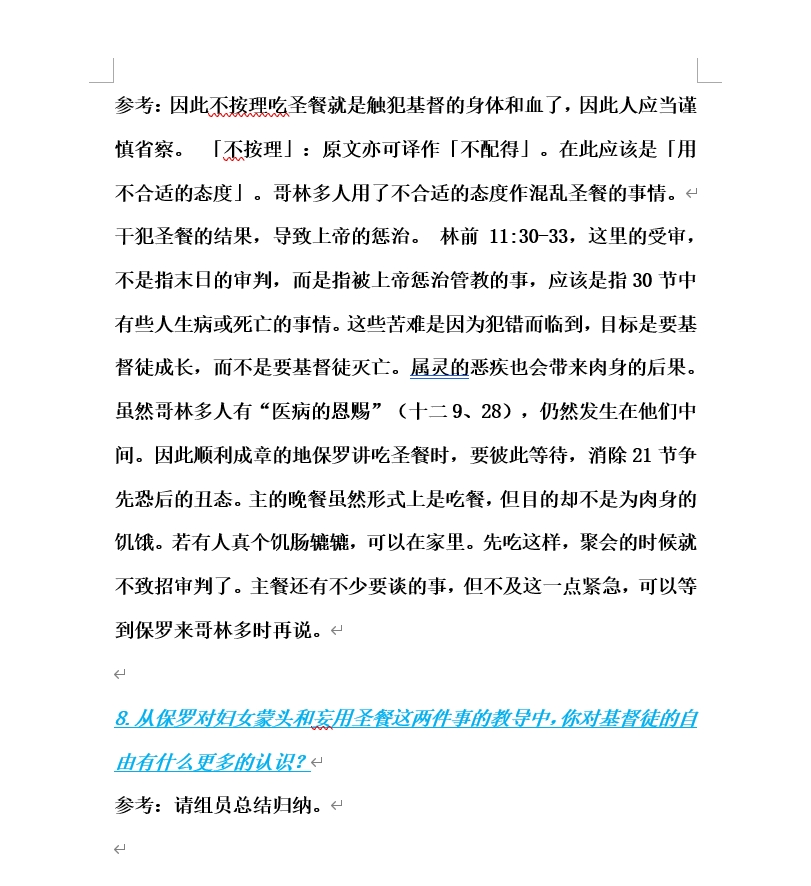 参考：因此不按理吃圣餐就是触犯基督的身体和血了，因此人应当谨
慎省察。 「不按理」：原文亦可译作「不配得」。在此应该是「用
不合适的态度」。哥林多人用了不合适的态度作混乱圣餐的事情。
干犯圣餐的结果，导致上帝的惩治。 林前 11:30-33，这里的受审，
不是指末日的审判，而是指被上帝惩治管教的事，应该是指 30 节中
有些人生病或死亡的事情。这些苦难是因为犯错而临到，目标是要基
督徒成长，而不是要基督徒灭亡。属灵的恶疾也会带来肉身的后果。
虽然哥林多人有“医病的恩赐”（十二 9、28），仍然发生在他们中
间。因此顺利成章的地保罗讲吃圣餐时，要彼此等待，消除 21 节争
先恐后的丑态。主的晚餐虽然形式上是吃餐，但目的却不是为肉身的
饥饿。若有人真个饥肠辘辘，可以在家里。先吃这样，聚会的时候就
不致招审判了。主餐还有不少要谈的事，但不及这一点紧急，可以等
到保罗来哥林多时再说。
8. 从保罗对妇女蒙头和妄用圣餐这两件事的教导中，你对基督徒的自
由有什么更多的认识？
参考：请组员总结归纳。